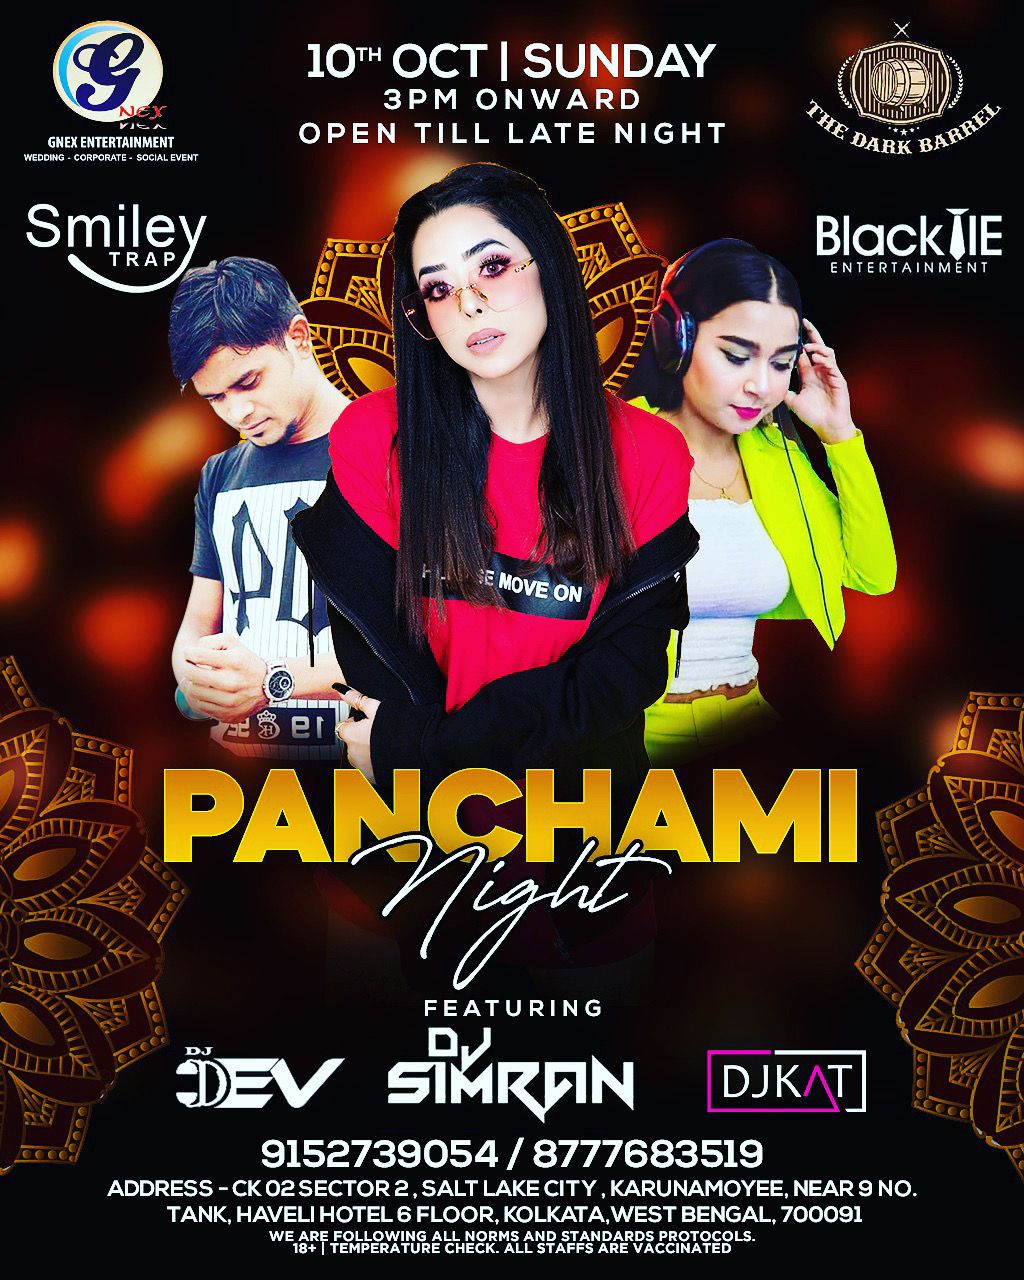 G
NEX
GNEX ENTERTAINMENT
WEDDING - CORPORATE - SOCIAL EVENT
10TH OCT | SUNDAY
3PM ONWARD
OPEN TILL LATE NIGHT
THE DARK BARREL
Smiley
TRAP
BlackTIE
ENTERTAINMENT
MOVE ON
PANCHAMI
Night
FEATURING
DJ
DEV
DJ
SIMRAN
DJKAT
9152739054 / 8777683519
ADDRESS - CK 02 SECTOR 2 , SALT LAKE CITY , KARUNAMOYEE, NEAR 9 NO.
TANK, HAVELI HOTEL 6 FLOOR, KOLKATA,WEST BENGAL, 700091
WE ARE FOLLOWING ALL NORMS AND STANDARDS PROTOCOLS.
18+ | TEMPERATURE CHECK. ALL STAFFS ARE VACCINATED